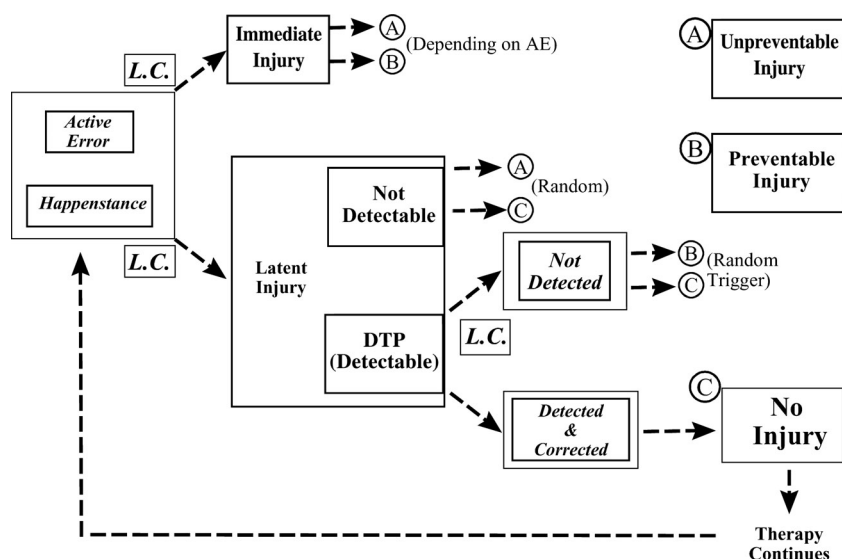 L.C.
Immediate
Injury
A
B
(Depending on AE)
A
Unpreventable
Injury
Active
Error
Happenstance
B
Preventable
Injury
L.C.
Latent
Injury
Not
Detectable
A
(Random)
C
DTP
(Detectable)
L.C.
Not
Detected
B
C
(Random
Trigger)
Detected
&
Corrected
C
No
Injury
Therapy
Continues